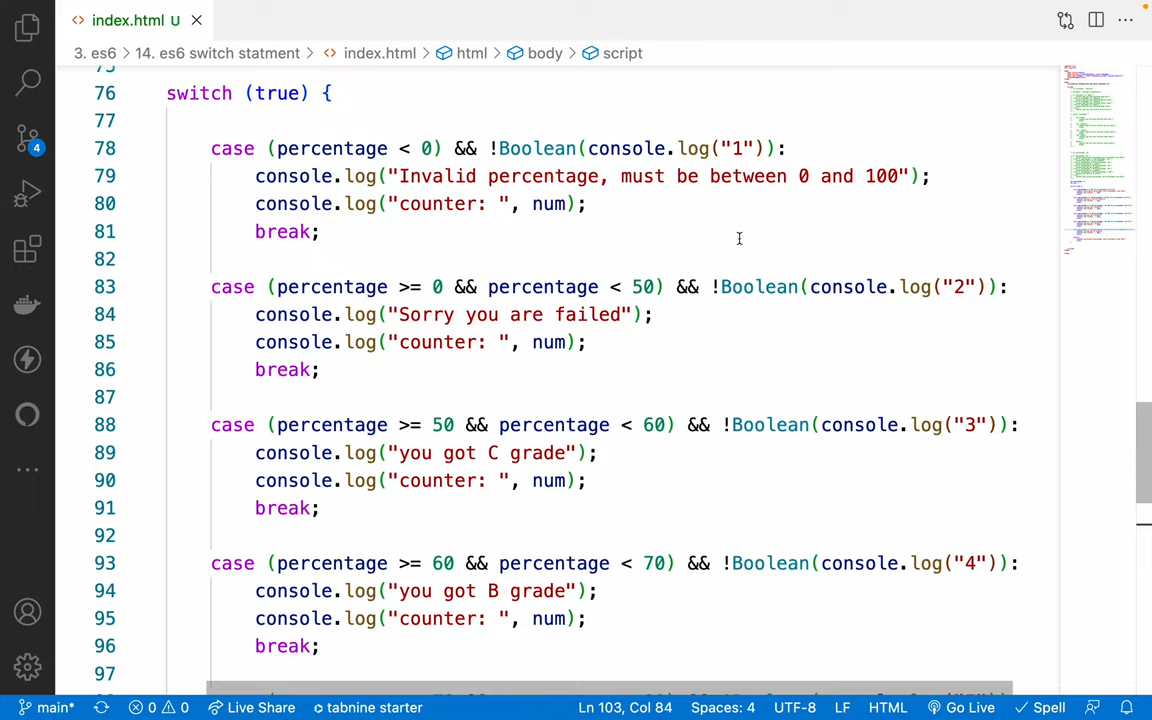 index.html U
3. es6 > 14. es6 switch statment > index.html > html > body > script
75
76 switch (true) {
77
78 case (percentage < 0) && !Boolean(console.log("1")):
79 console.log("Invalid percentage, must be between 0 and 100");
80 console.log("counter: ", num);
81 break;
82
83 case (percentage >= 0 && percentage < 50) && !Boolean(console.log("2")):
84 console.log("Sorry you are failed");
85 console.log("counter: ", num);
86 break;
87
88 case (percentage >= 50 && percentage < 60) && !Boolean(console.log("3")):
89 console.log("you got C grade");
90 console.log("counter: ", num);
91 break;
92
93 case (percentage >= 60 && percentage < 70) && !Boolean(console.log("4")):
94 console.log("you got B grade");
95 console.log("counter: ", num);
96 break;
97
4
main* 0 0 Live Share tabnine starter Ln 103, Col 84 Spaces: 4 UTF-8 LF HTML Go Live Spell